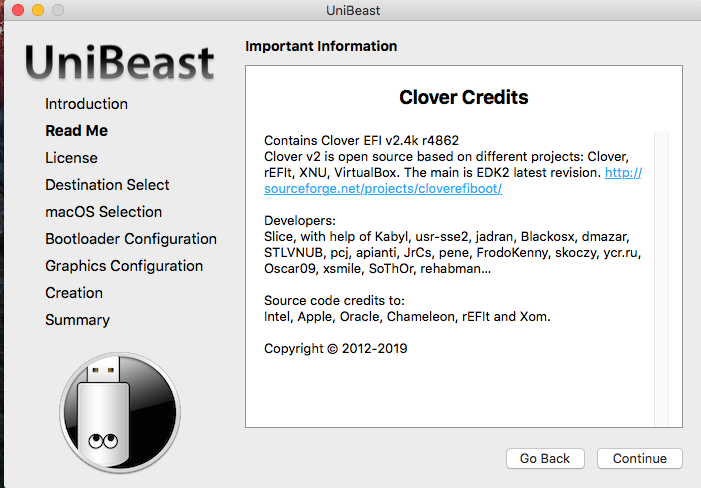 UniBeast
UniBeast
Introduction
Read Me
License
Destination Select
macOS Selection
Bootloader Configuration
Graphics Configuration
Creation
Summary
Important Information
Clover Credits
Contains Clover EFI v2.4k r4862
Clover v2 is open source based on different projects: Clover,
rEFIt, XNU, VirtualBox. The main is EDK2 latest revision. http://
sourceforge.net/projects/cloverefiboot/
Developers:
Slice, with help of Kabyl, usr-sse2, jadran, Blackosx, dmazar,
STLVNUB, pcj, apianti, JrCs, pene, FrodoKenny, skoczy, ycr.ru,
Oscar09, xsmile, SoThOr, rehabman...
Source code credits to:
Intel, Apple, Oracle, Chameleon, rEFIt and Xom.
Copyright © 2012-2019
Go Back
Continue